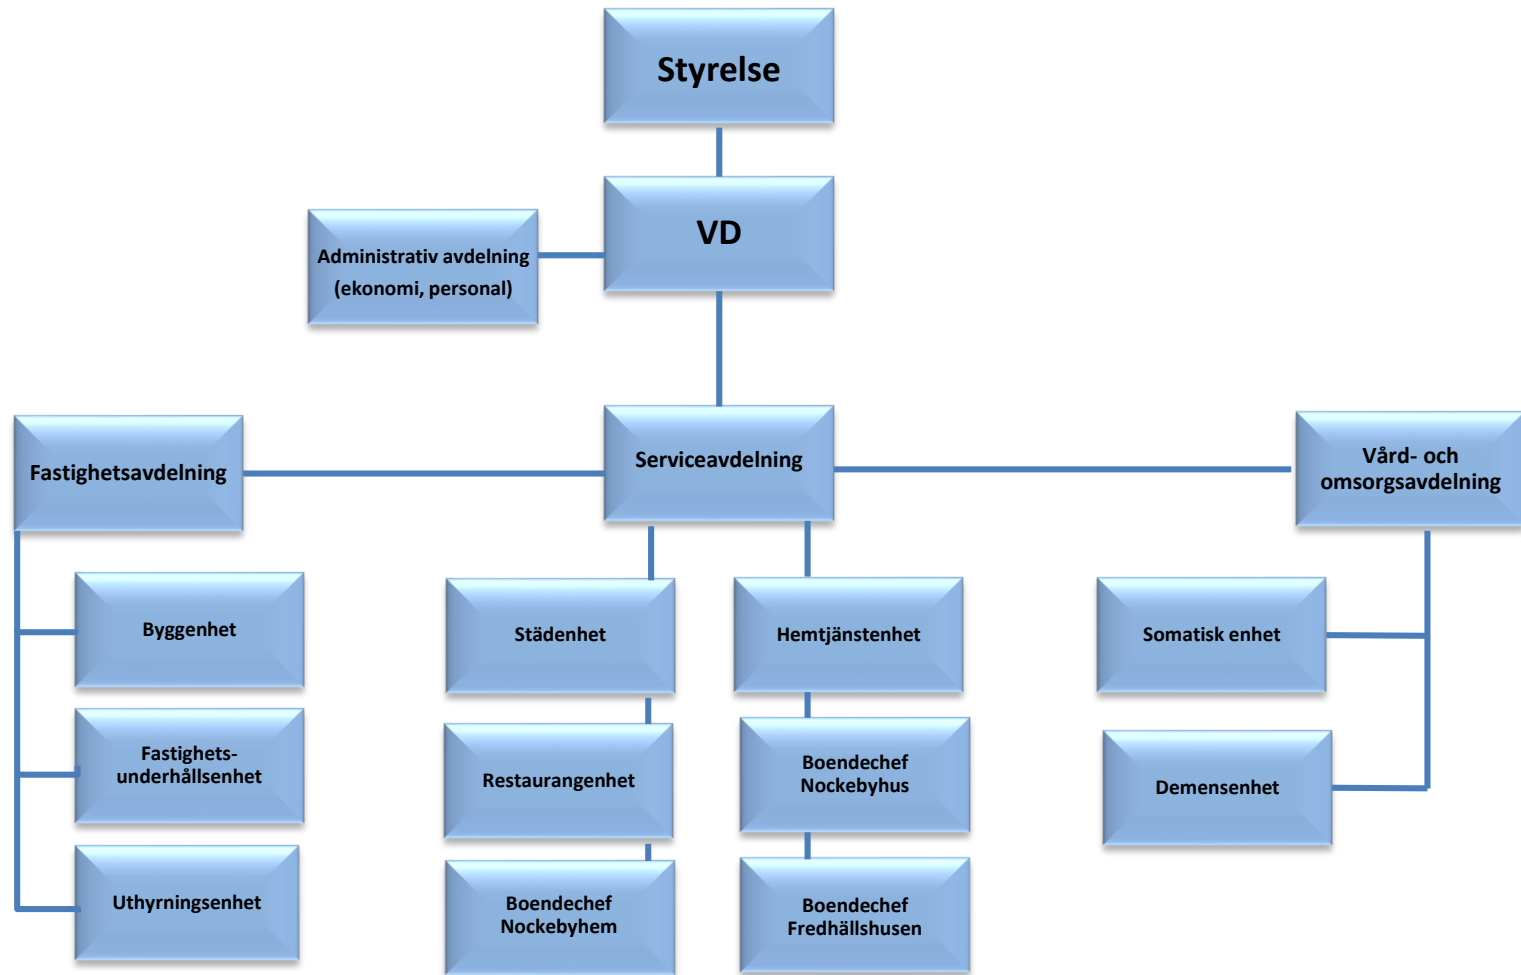 Styrelse
VD
Administrativ avdelning
(ekonomi, personal)
Fastighetsavdelning
Serviceavdelning
Vård- och
omsorgsavdelning
Byggenhet
Städenhet
Hemtjänstenhet
Somatisk enhet
Fastighets-
underhållsenhet
Restaurangenhet
Boendechef
Nockebyhus
Demensenhet
Uthyrningsenhet
Boendechef
Nockebyhem
Boendechef
Fredhällshusen